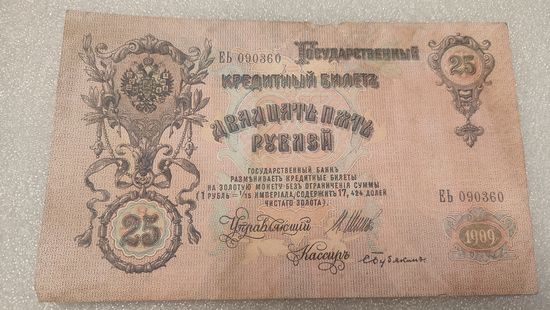 ЕЬ 090360
Государственный
25
Кредитный Билетъ
Двадцать пять
рублей
Государственный Банкъ
размѣниваетъ кредитные билеты
на золотую монету безъ ограниченія суммы
(1 рубль = 1/15 имперіала, содержитъ 17,424 долей
чистаго золота).
ЕЬ 090360
Управляющій
25
Кассиръ
1909